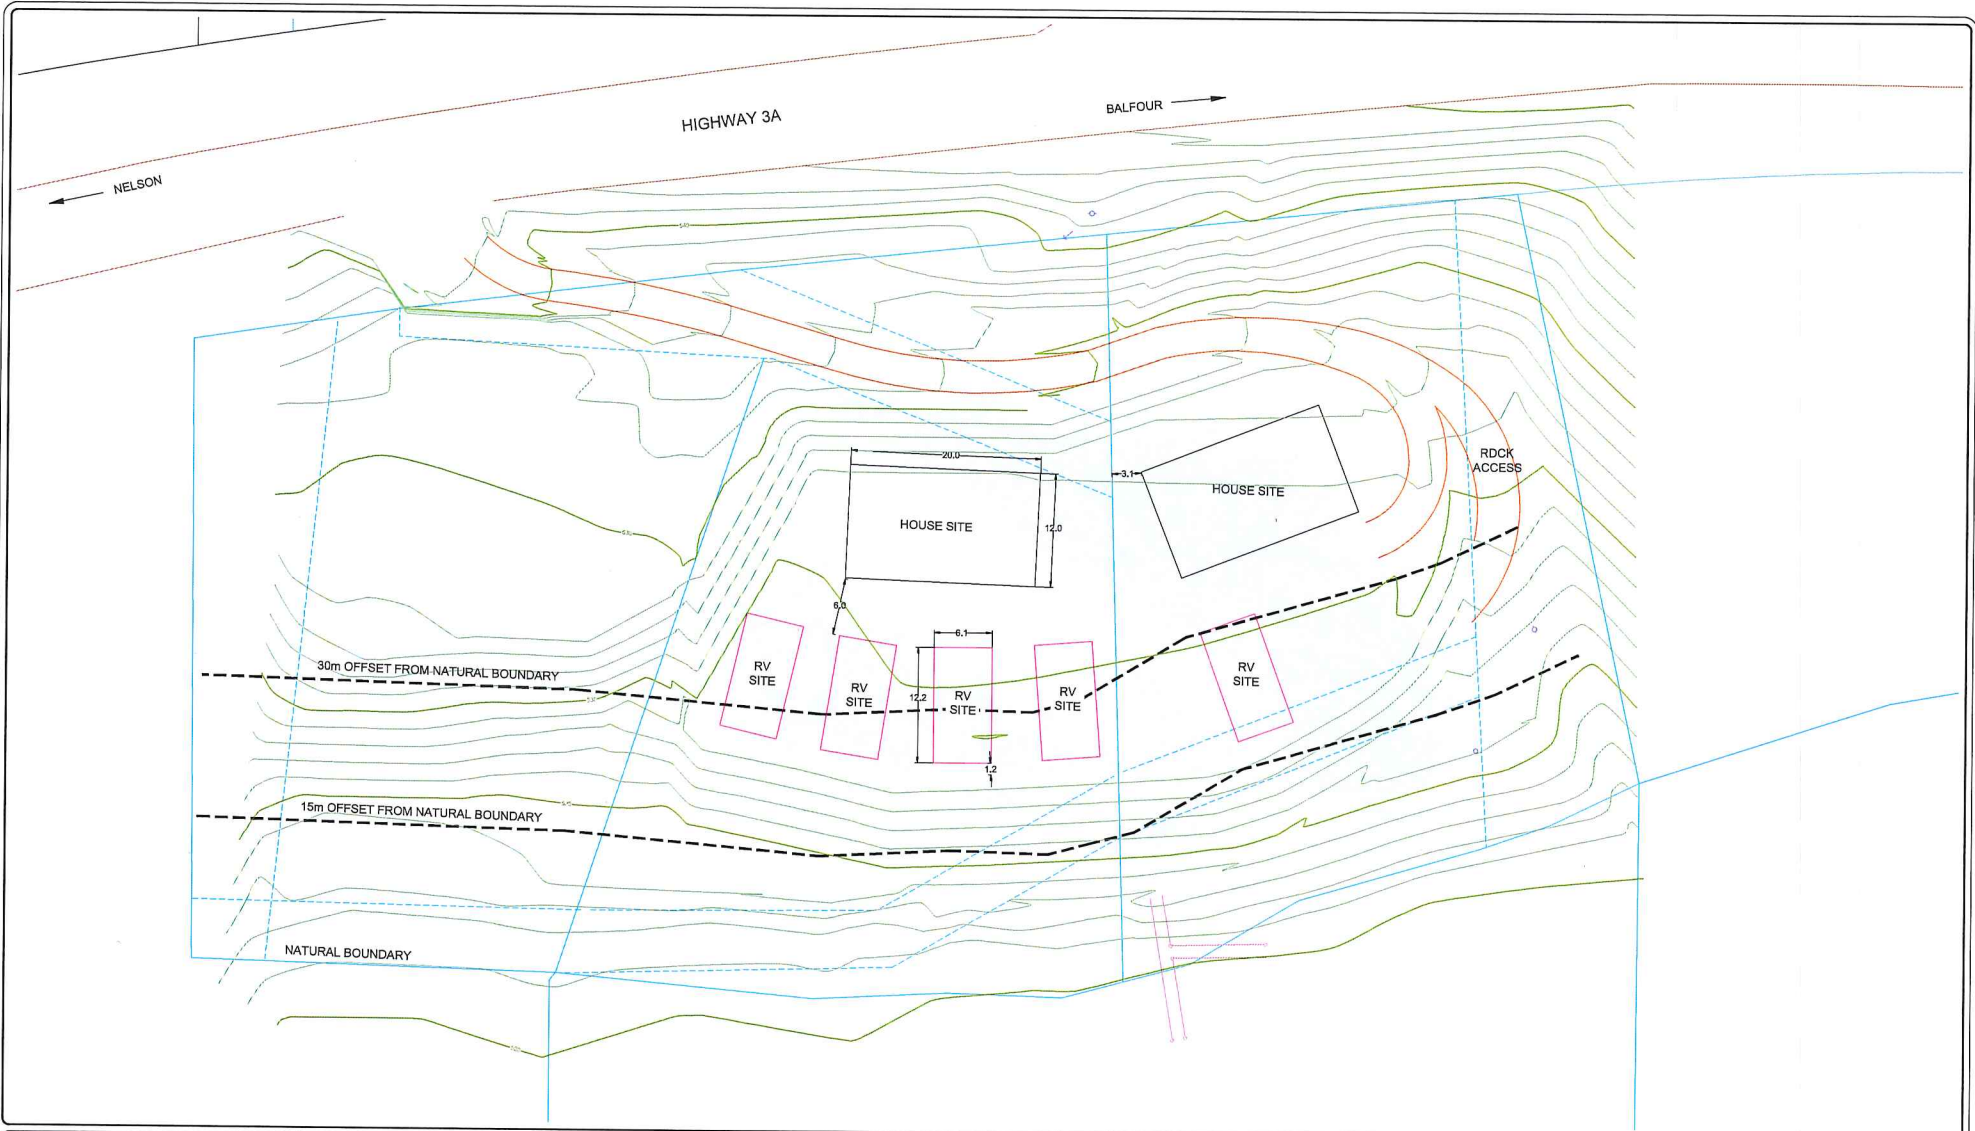 HIGHWAY 3A
BALFOUR
NELSON
540
RDCK
ACCESS
20.0
3.1
HOUSE SITE
HOUSE SITE
12.0
6.0
6.1
30m OFFSET FROM NATURAL BOUNDARY
RV
SITE
RV
SITE
12.2
RV
SITE
RV
SITE
RV
SITE
1.2
15m OFFSET FROM NATURAL BOUNDARY
NATURAL BOUNDARY